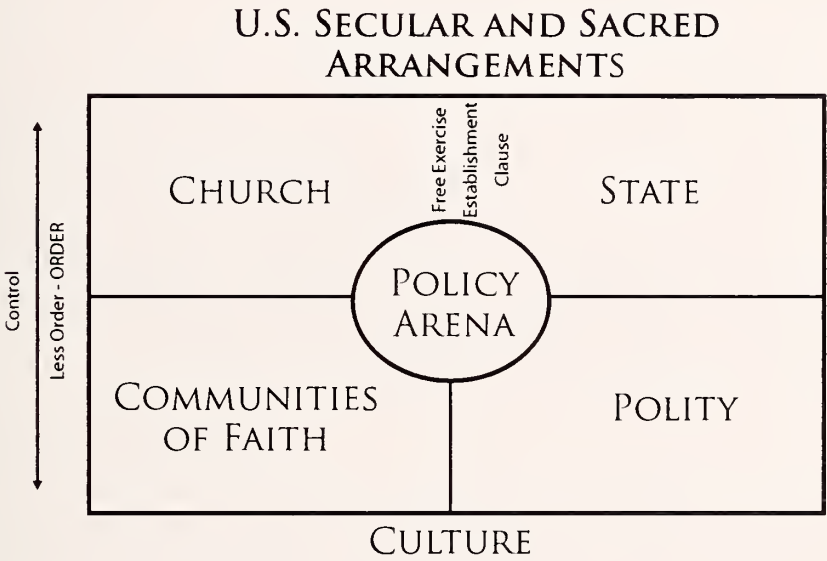 U.S. SECULAR AND SACRED
ARRANGEMENTS
Control
Less Order - ORDER
CHURCH
Free Exercise
Establishment
Clause
STATE
POLICY
ARENA
COMMUNITIES
OF FAITH
POLITY
CULTURE